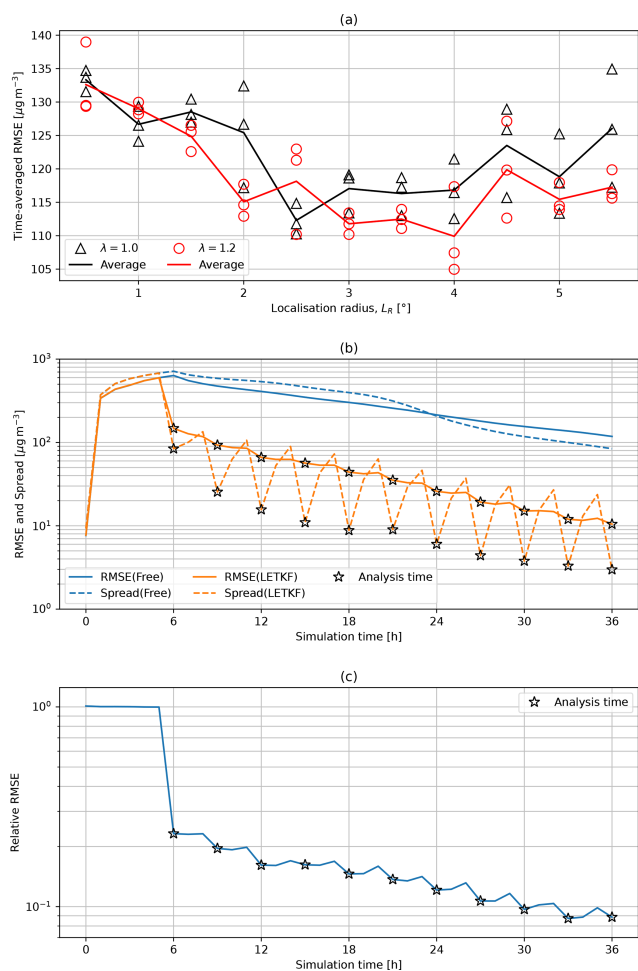 (a)
140
135
130
125
120
115
110
105
Time-averaged RMSE [μg m⁻³]
λ = 1.0
λ = 1.2
Average
Average
1
2
3
4
5
Localisation radius, L_R [°]
(b)
10³
10²
10¹
10⁰
RMSE and Spread [μg m⁻³]
RMSE(Free)
RMSE(LETKF)
Analysis time
Spread(Free)
Spread(LETKF)
0
6
12
18
24
30
36
Simulation time [h]
(c)
10⁰
10⁻¹
Relative RMSE
Analysis time
0
6
12
18
24
30
36
Simulation time [h]